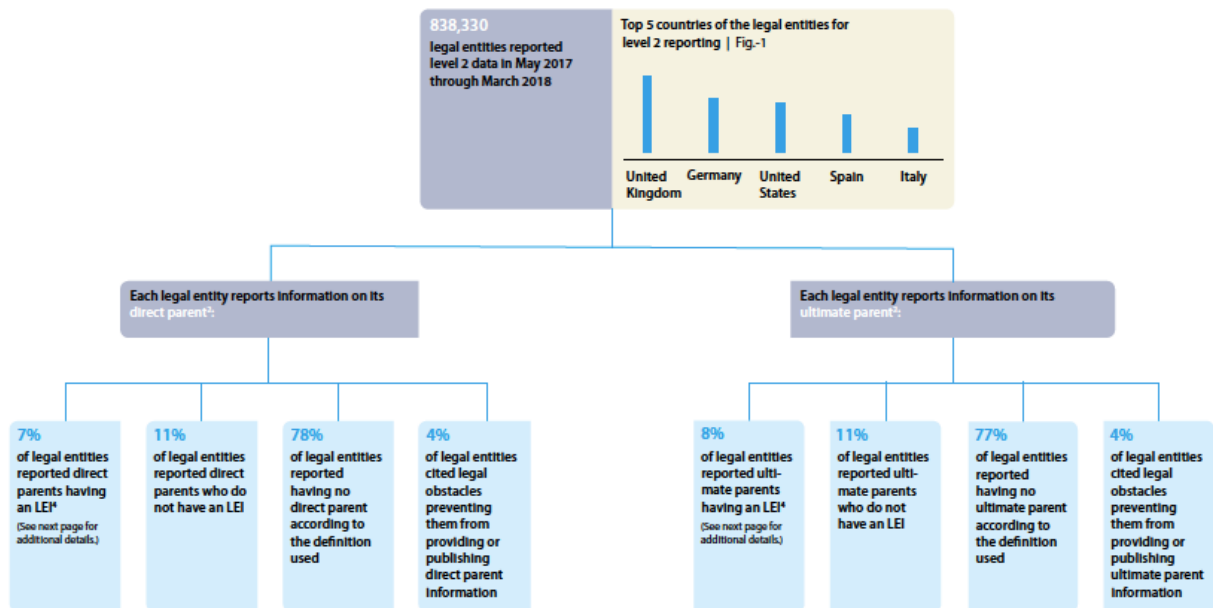 838,330
legal entities reported
level 2 data in May 2017
through March 2018
Top 5 countries of the legal entities for
level 2 reporting | Fig.-1
United
Kingdom
Germany
United
States
Spain
Italy
Each legal entity reports information on its
direct parent²:
Each legal entity reports information on its
ultimate parent²:
7%
of legal entities
reported direct
parents having
an LEI⁴
(See next page for
additional details.)
11%
of legal entities
reported direct
parents who do
not have an LEI
78%
of legal entities
reported
having no
direct parent
according to
the definition
used
4%
of legal entities
cited legal
obstacles
preventing
them from
providing or
publishing
direct parent
information
8%
of legal entities
reported ulti-
mate parents
having an LEI⁴
(See next page for
additional details.)
11%
of legal entities
reported ulti-
mate parents
who do not
have an LEI
77%
of legal entities
reported
having no
ultimate parent
according to
the definition
used
4%
of legal entities
cited legal
obstacles
preventing
them from
providing or
publishing
ultimate parent
information